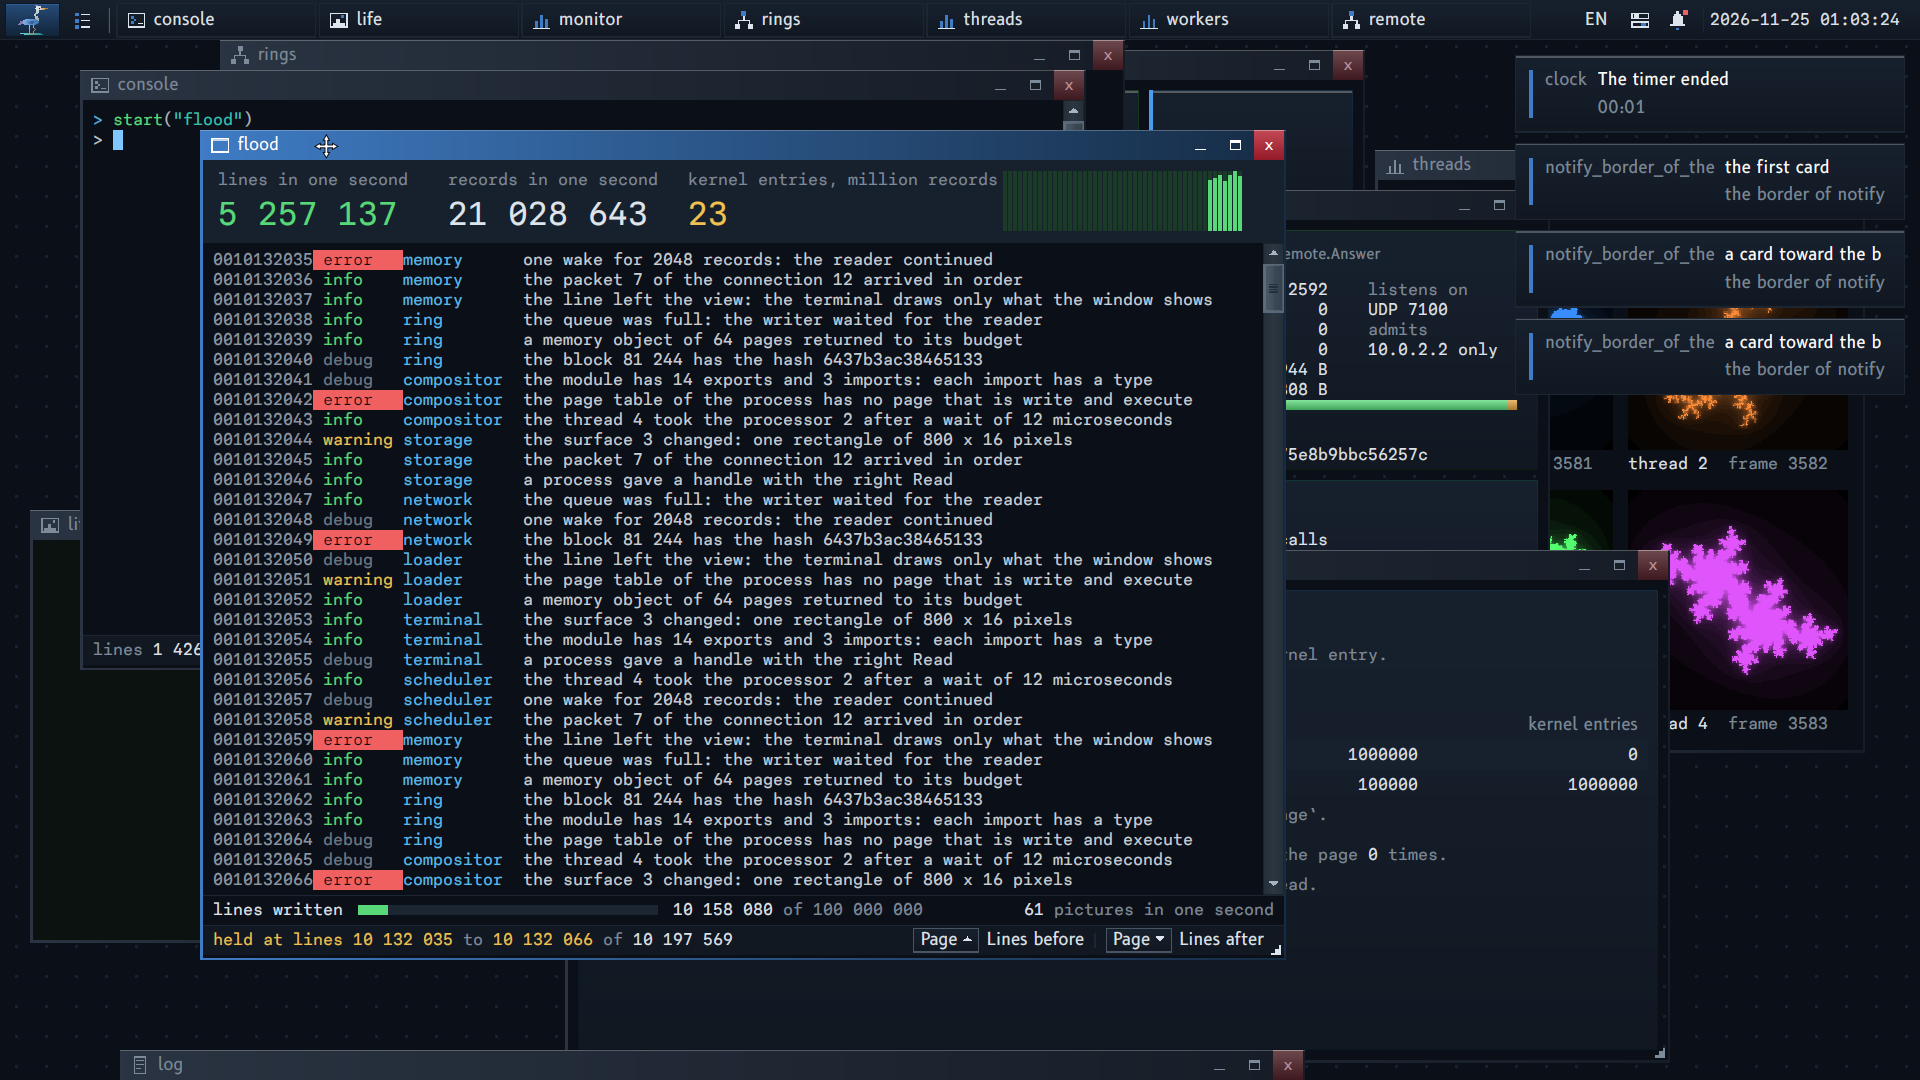 console
life
monitor
rings
threads
workers
remote
EN
2026-11-25 01:03:24
rings
console
> start("flood")
>
flood
lines in one second
records in one second
kernel entries, million records
5 257 137
21 028 643
23
0010132035 error memory one wake for 2048 records: the reader continued
0010132036 info memory the packet 7 of the connection 12 arrived in order
0010132037 info memory the line left the view: the terminal draws only what the window shows
0010132038 info ring the queue was full: the writer waited for the reader
0010132039 info ring a memory object of 64 pages returned to its budget
0010132040 debug ring the block 81 244 has the hash 6437b3ac38465133
0010132041 debug compositor the module has 14 exports and 3 imports: each import has a type
0010132042 error compositor the page table of the process has no page that is write and execute
0010132043 info compositor the thread 4 took the processor 2 after a wait of 12 microseconds
0010132044 warning storage the surface 3 changed: one rectangle of 800 x 16 pixels
0010132045 info storage the packet 7 of the connection 12 arrived in order
0010132046 info storage a process gave a handle with the right Read
0010132047 info network the queue was full: the writer waited for the reader
0010132048 debug network one wake for 2048 records: the reader continued
0010132049 error network the block 81 244 has the hash 6437b3ac38465133
0010132050 debug loader the line left the view: the terminal draws only what the window shows
0010132051 warning loader the page table of the process has no page that is write and execute
0010132052 info loader a memory object of 64 pages returned to its budget
0010132053 info terminal the surface 3 changed: one rectangle of 800 x 16 pixels
0010132054 info terminal the module has 14 exports and 3 imports: each import has a type
0010132055 debug terminal a process gave a handle with the right Read
0010132056 info scheduler the thread 4 took the processor 2 after a wait of 12 microseconds
0010132057 debug scheduler one wake for 2048 records: the reader continued
0010132058 warning scheduler the packet 7 of the connection 12 arrived in order
0010132059 error memory the line left the view: the terminal draws only what the window shows
0010132060 info memory the queue was full: the writer waited for the reader
0010132061 info memory a memory object of 64 pages returned to its budget
0010132062 info ring the block 81 244 has the hash 6437b3ac38465133
0010132063 info ring the module has 14 exports and 3 imports: each import has a type
0010132064 debug ring the page table of the process has no page that is write and execute
0010132065 debug compositor the thread 4 took the processor 2 after a wait of 12 microseconds
0010132066 error compositor the surface 3 changed: one rectangle of 800 x 16 pixels
lines written 10 158 080 of 100 000 000 61 pictures in one second
held at lines 10 132 035 to 10 132 066 of 10 197 569 Page Lines before Page Lines after
lines 1 426
li
clock The timer ended
00:01
notify_border_of_the the first card
the border of notify
notify_border_of_the a card toward the b
the border of notify
notify_border_of_the a card toward the b
the border of notify
threads
emote.Answer
2592 listens on
0 UDP 7100
0 admits
0 10.0.2.2 only
944 B
808 B
75e8b9bbc56257c
alls
3581
thread 2 frame 3582
ad 4 frame 3583
nel entry.
kernel entries
1000000 0
100000 1000000
ge`.
he page 0 times.
ad.
log